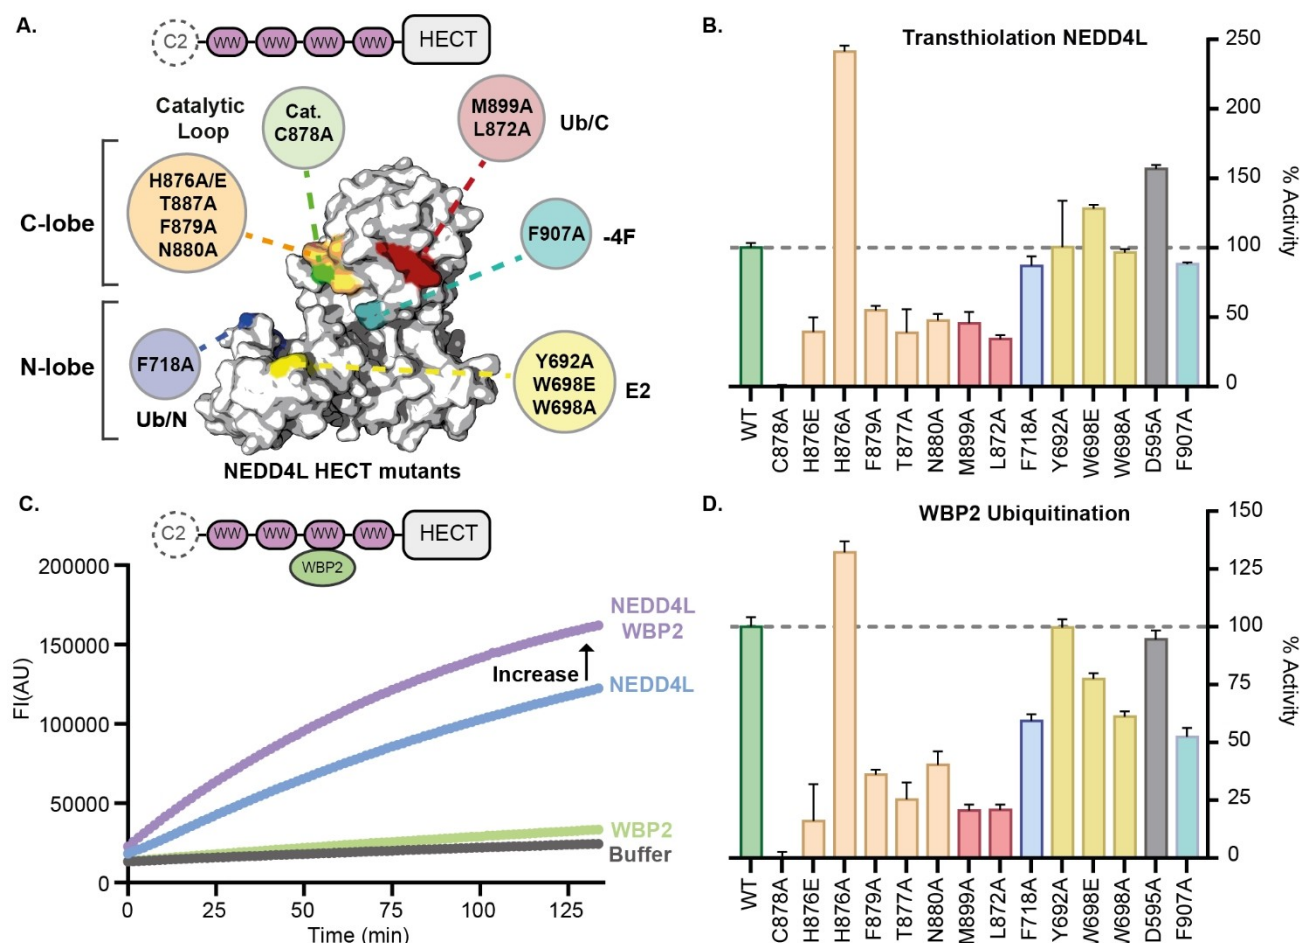 A.
C2 WW WW WW WW HECT
Catalytic
Loop
Cat.
C878A
M899A
L872A
Ub/C
H876A/E
T887A
F879A
N880A
C-lobe
F907A
-4F
N-lobe
F718A
Ub/N
Y692A
W698E
W698A
E2
NEDD4L HECT mutants
B.
Transthiolation NEDD4L
250
200
150
100
50
0
% Activity
WT
C878A
H876E
H876A
F879A
T877A
N880A
M899A
L872A
F718A
Y692A
W698E
W698A
D595A
F907A
C.
C2 WW WW WW WW HECT
WBP2
200000
150000
100000
50000
0
FI(AU)
NEDD4L
WBP2
Increase
NEDD4L
WBP2
Buffer
0 25 50 75 100 125
Time (min)
D.
WBP2 Ubiquitination
150
125
100
75
50
25
0
% Activity
WT
C878A
H876E
H876A
F879A
T877A
N880A
M899A
L872A
F718A
Y692A
W698E
W698A
D595A
F907A